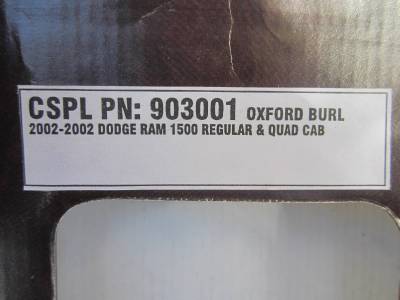 CSPL PN: 903001 OXFORD BURL
2002-2002 DODGE RAM 1500 REGULAR & QUAD CAB